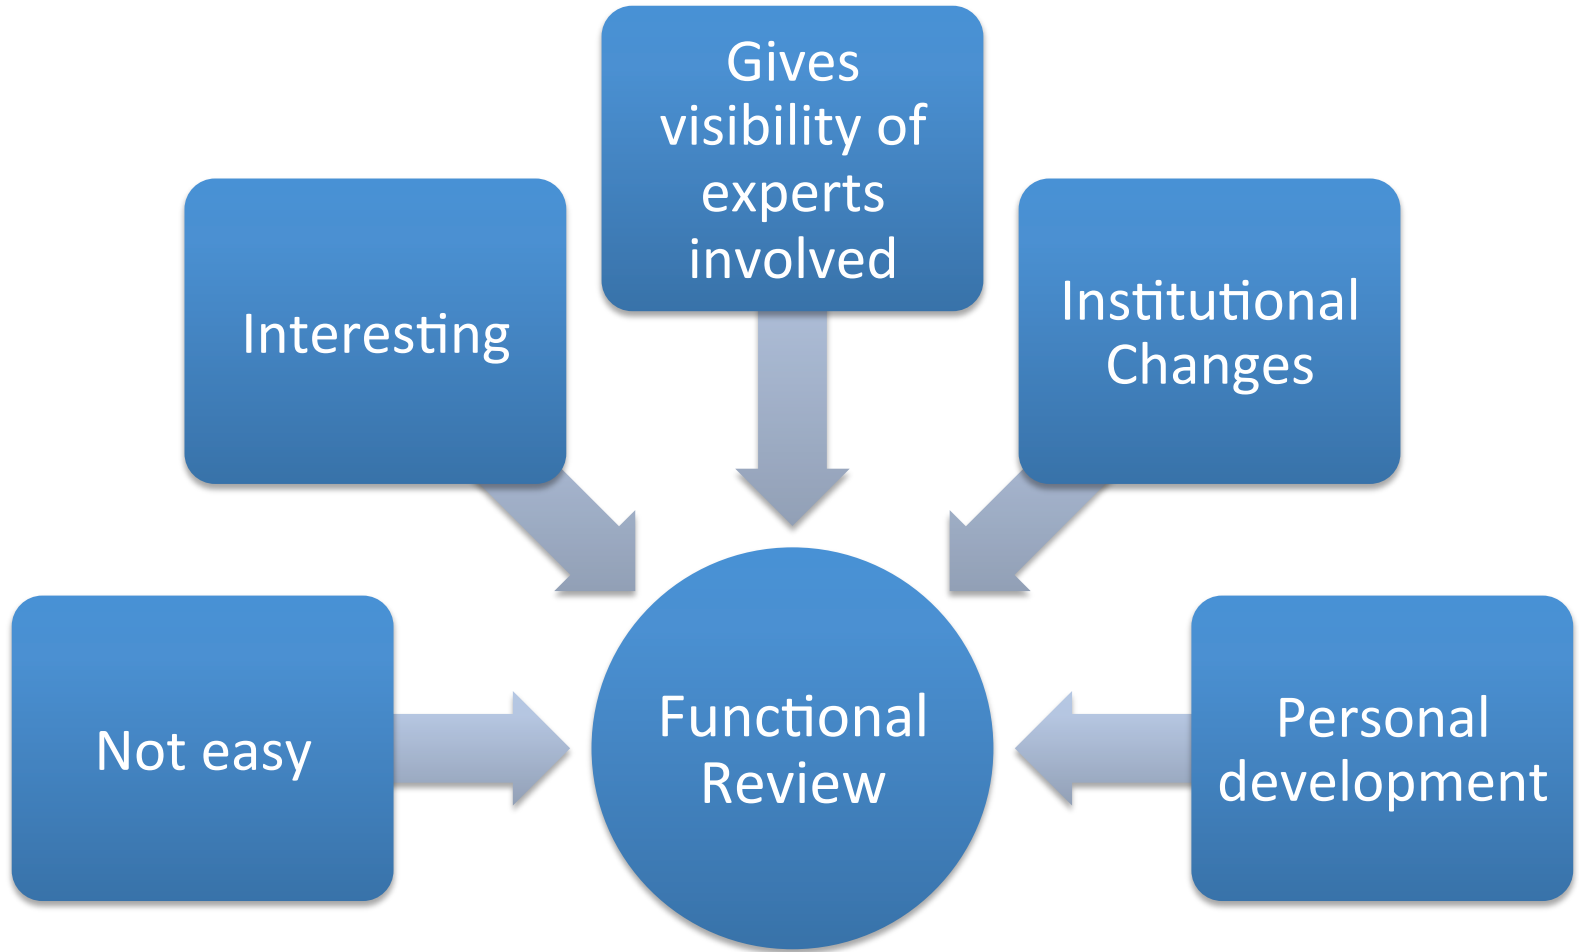 Gives
visibility of
experts
involved
Interesting
Institutional
Changes
Not easy
Functional
Review
Personal
development